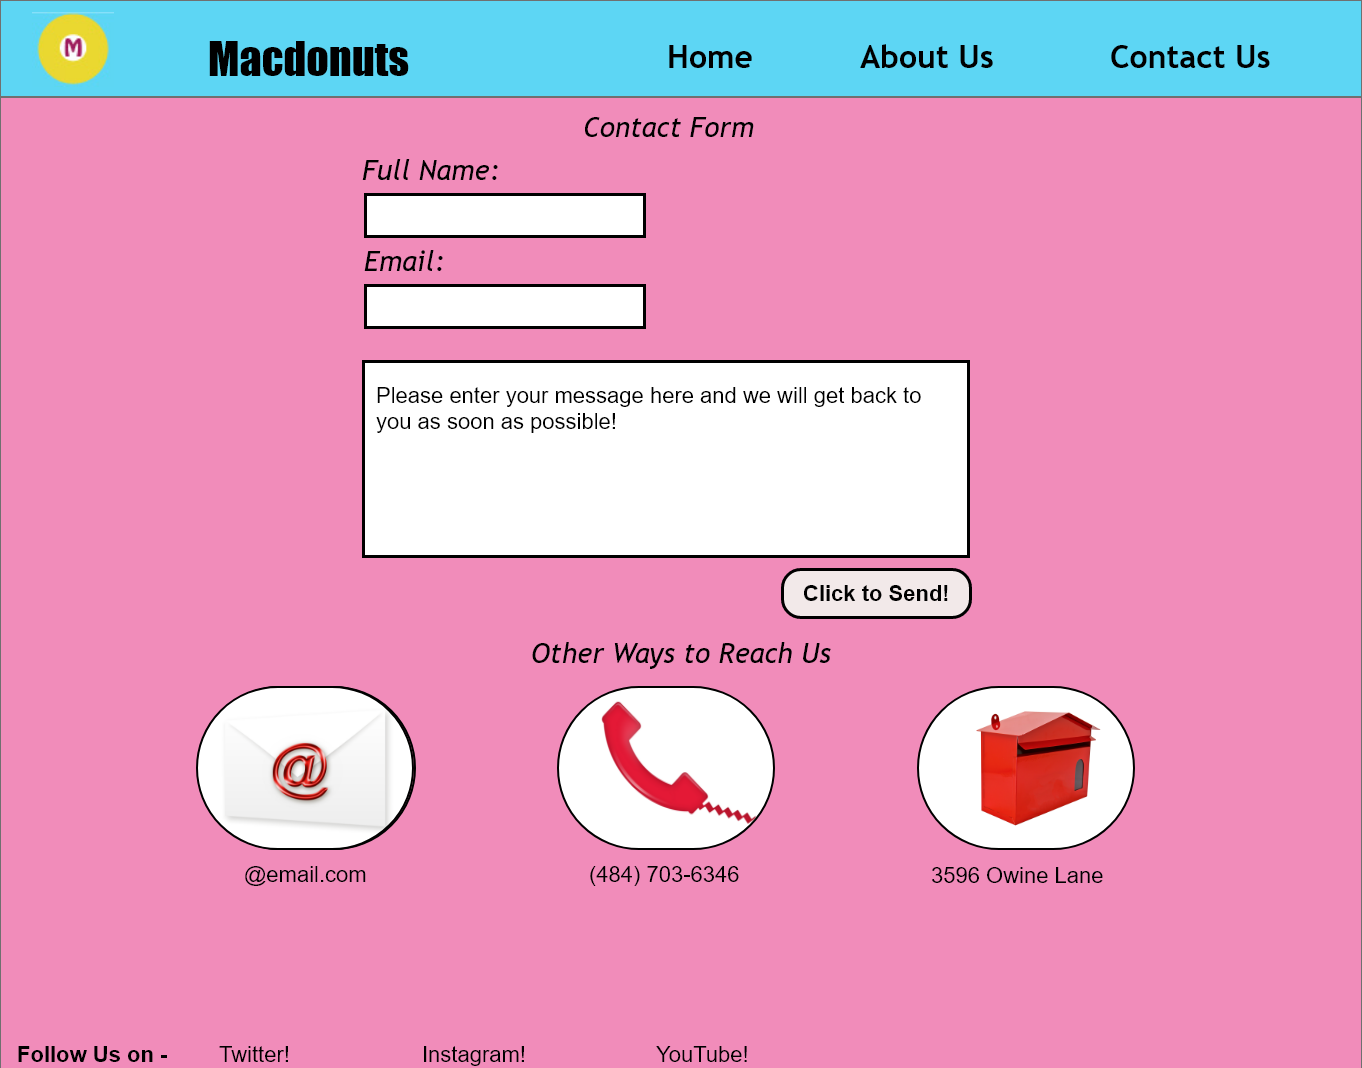 M
Macdonuts
Home
About Us
Contact Us
Contact Form
Full Name:
Email:
Please enter your message here and we will get back to
you as soon as possible!
Click to Send!
Other Ways to Reach Us
@
@email.com
(484) 703-6346
3596 Owine Lane
Follow Us on -
Twitter!
Instagram!
YouTube!